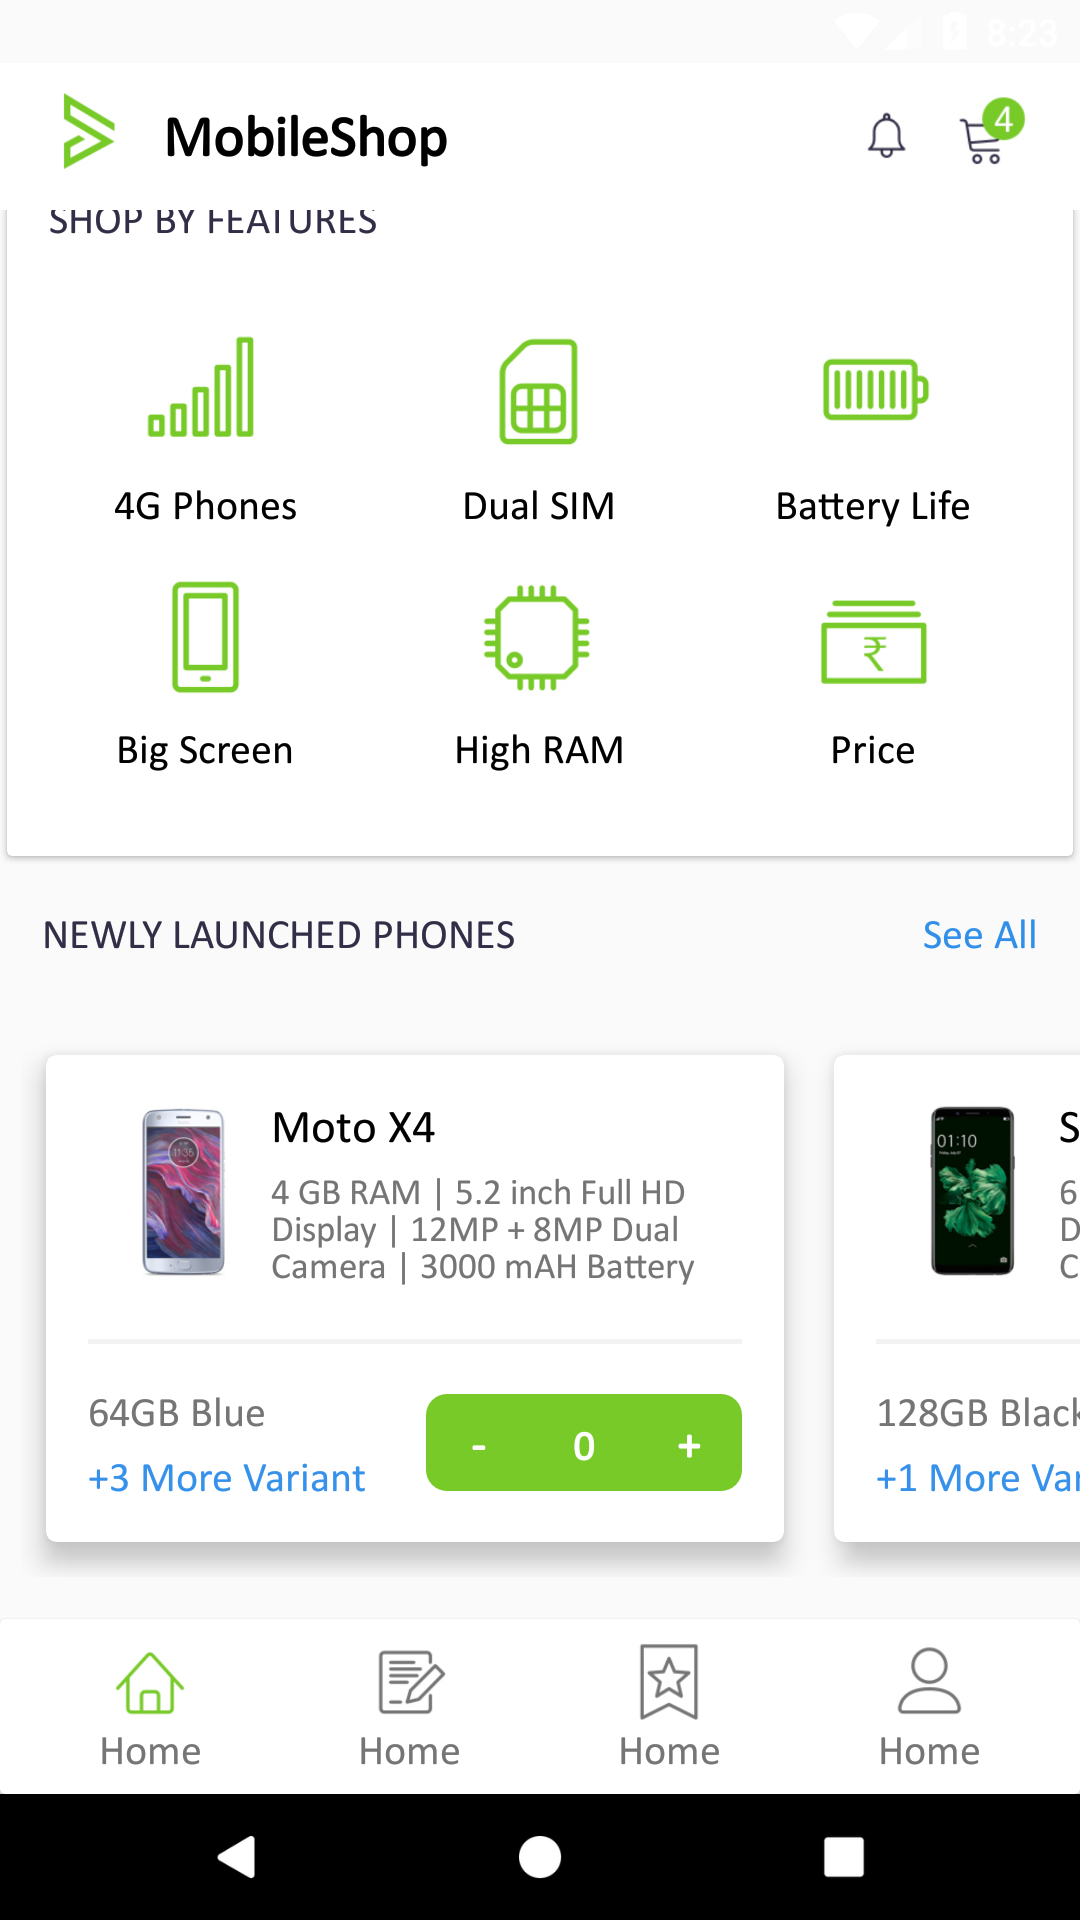 8:23
MobileShop
4
SHOP BY FEATURES
4G Phones
Dual SIM
Battery Life
₹
Big Screen
High RAM
Price
NEWLY LAUNCHED PHONES
See All
11:35
Moto X4
4 GB RAM | 5.2 inch Full HD
Display | 12MP + 8MP Dual
Camera | 3000 mAH Battery
64GB Blue
+3 More Variant
- 0 +
01:10
S
6
D
C
128GB Black
+1 More Var
Home
Home
Home
Home